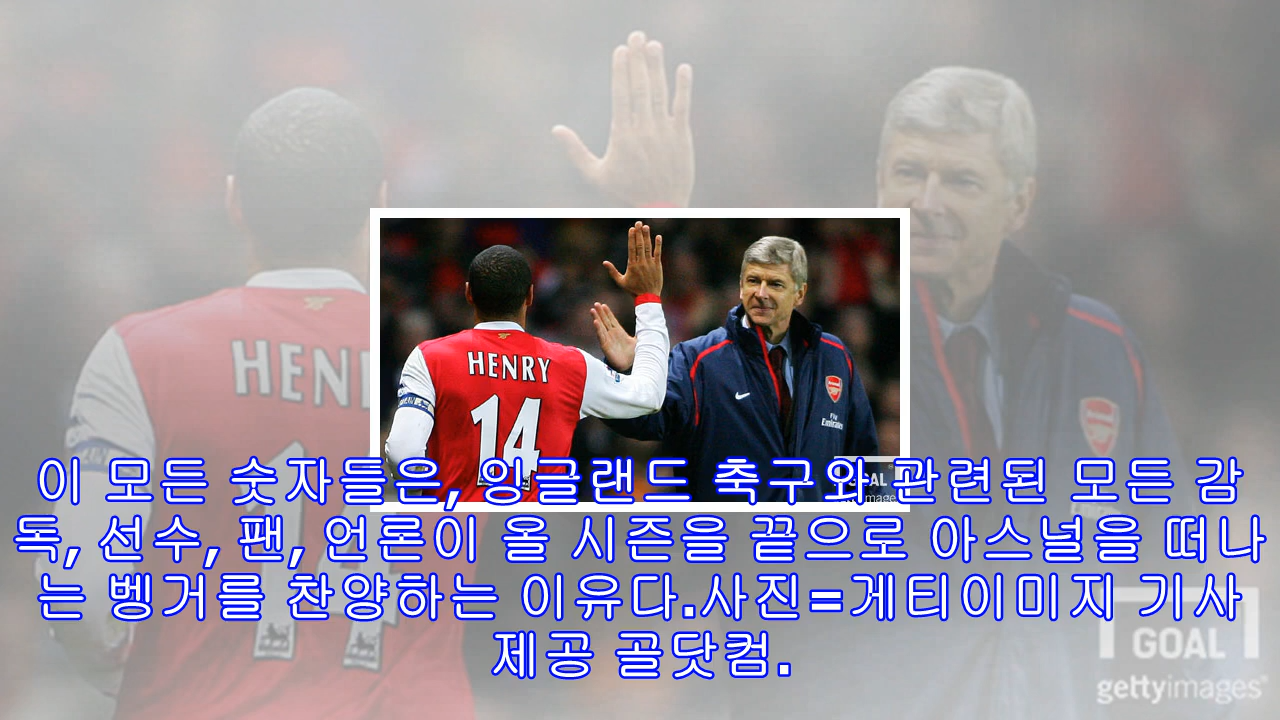 HENRY
14
Fly
Emirates
이 모든 숫자들은, 잉글랜드 축구와 관련된 모든 감
독, 선수, 팬, 언론이 올 시즌을 끝으로 아스널을 떠나
는 벵거를 찬양하는 이유다.사진=게티이미지 기사
제공 골닷컴.
GOAL
gettyimages